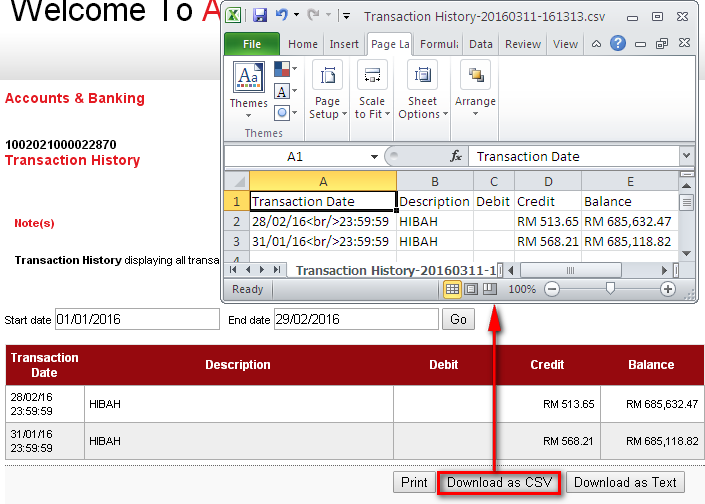 Welcome To A
Transaction History-20160311-161313.csv
File Home Insert Page La Formula Data Review View
Themes Page Setup Scale to Fit Sheet Options Arrange
Themes
A1 fx Transaction Date
A B C D E
1 Transaction Date Description Debit Credit Balance
2 28/02/16<br/>23:59:59 HIBAH RM 513.65 RM 685,632.47
3 31/01/16<br/>23:59:59 HIBAH RM 568.21 RM 685,118.82
4
Transaction History-20160311-1
Ready 100%
Accounts & Banking
1002021000022870
Transaction History
Note(s)
Transaction History displaying all transa
Start date 01/01/2016 End date 29/02/2016 Go
Transaction Date Description Debit Credit Balance
28/02/16 23:59:59 HIBAH RM 513.65 RM 685,632.47
31/01/16 23:59:59 HIBAH RM 568.21 RM 685,118.82
Print Download as CSV Download as Text